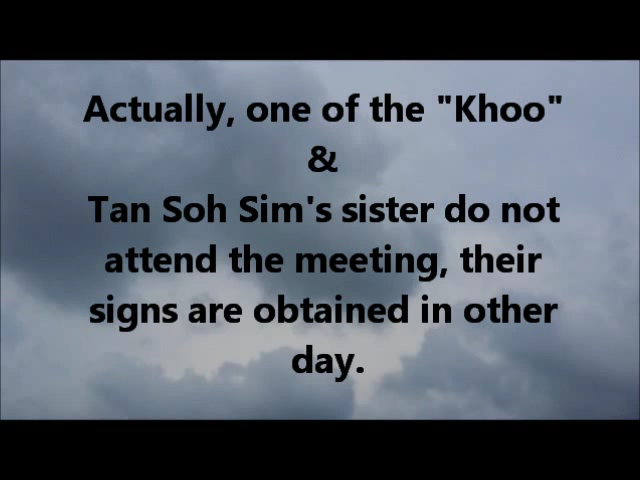 Actually, one of the "Khoo"
&
Tan Soh Sim's sister do not
attend the meeting, their
signs are obtained in other
day.